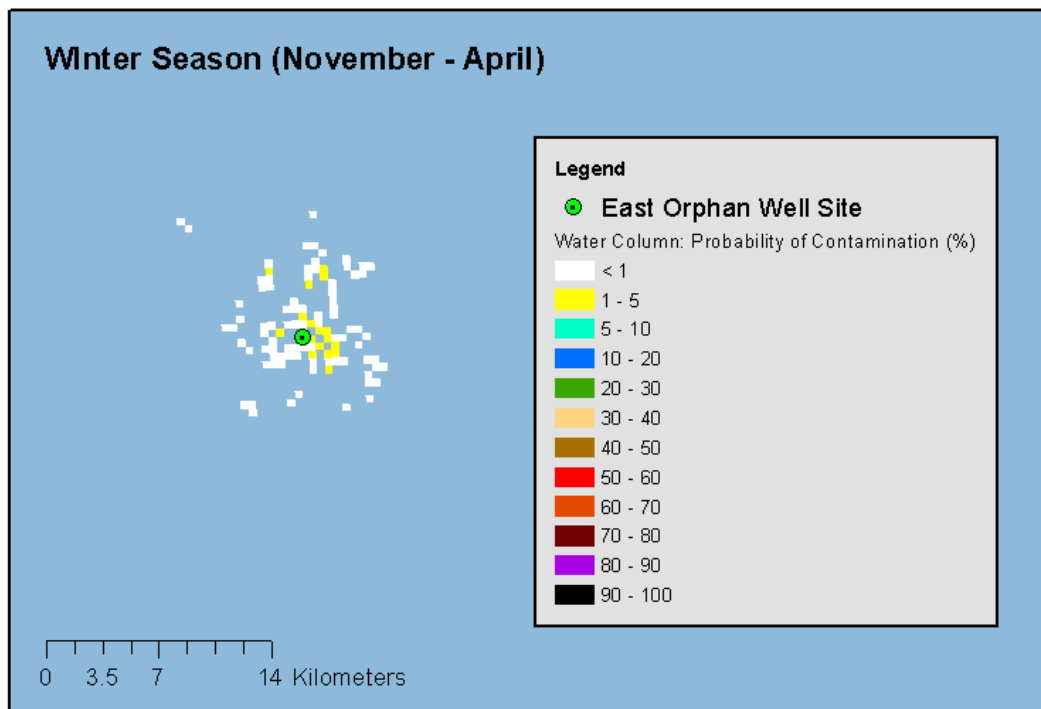 WInter Season (November - April)
Legend
East Orphan Well Site
Water Column: Probability of Contamination (%)
< 1
1 - 5
5 - 10
10 - 20
20 - 30
30 - 40
40 - 50
50 - 60
60 - 70
70 - 80
80 - 90
90 - 100
0 3.5 7 14 Kilometers